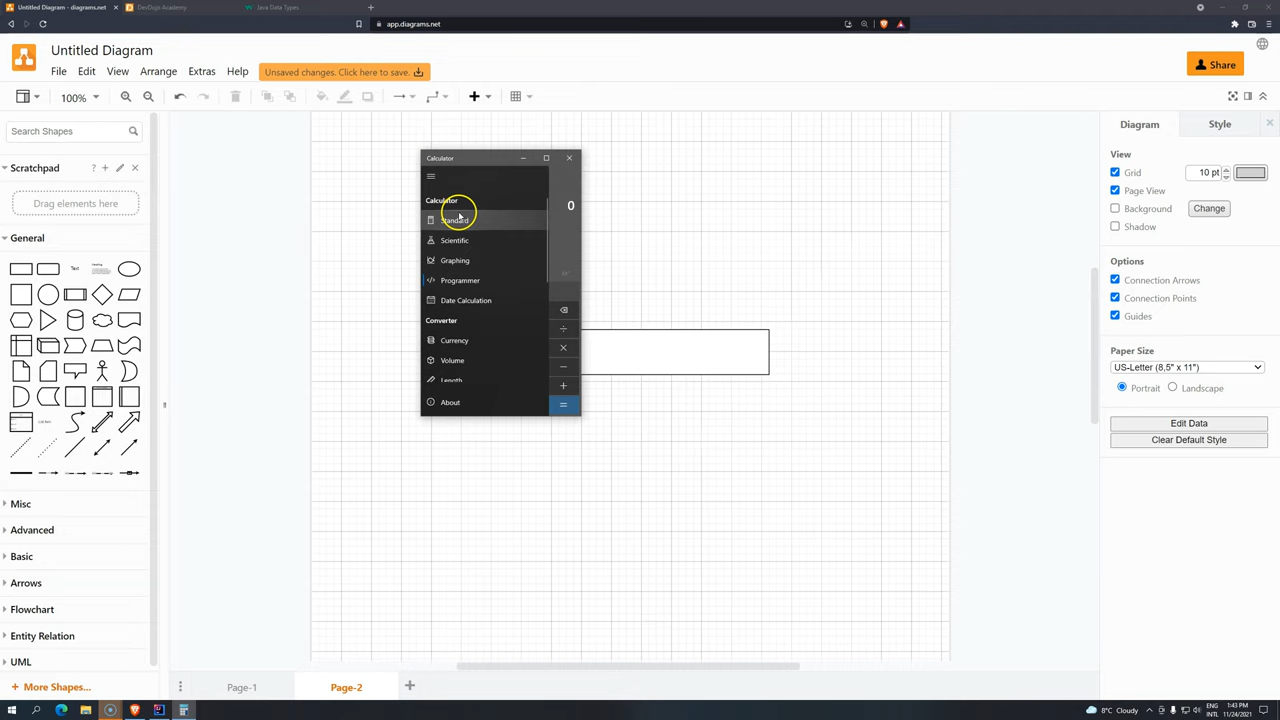 Untitled Diagram - diagrams.net
DevDojo Academy
Java Data Types
app.diagrams.net
Untitled Diagram
File Edit View Arrange Extras Help
Unsaved changes. Click here to save.
Share
100%
Search Shapes
Scratchpad
Drag elements here
General
Text
Misc
Advanced
Basic
Arrows
Flowchart
Entity Relation
UML
+ More Shapes...
Calculator
Calculator
Standard
Scientific
Graphing
Programmer
Date Calculation
Converter
Currency
Volume
Length
About
0
÷
×
−
+
=
Diagram
Style
View
Grid
10 pt
Page View
Background
Change
Shadow
Options
Connection Arrows
Connection Points
Guides
Paper Size
US-Letter (8,5" x 11")
Portrait Landscape
Edit Data
Clear Default Style
Page-1
Page-2
8°C Cloudy
ENG
INTL
1:43 PM
11/24/2021